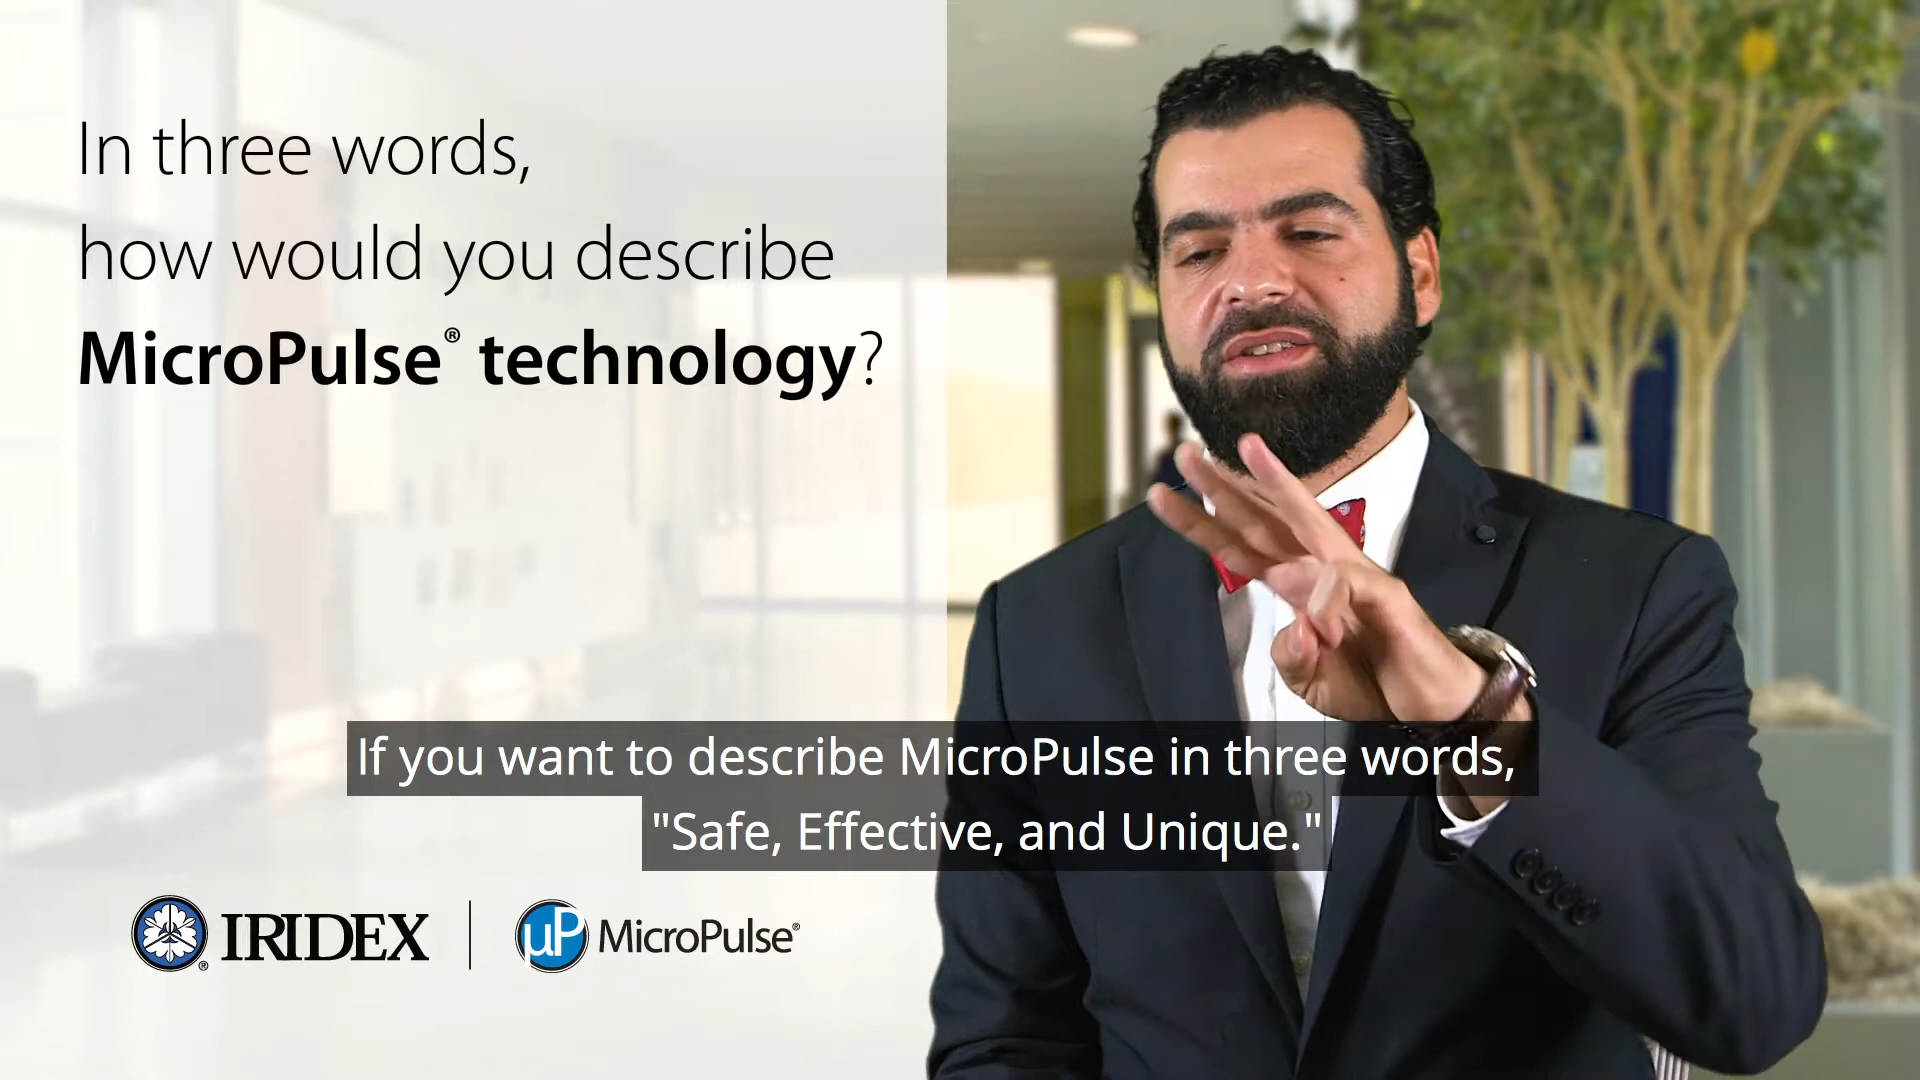 In three words,
how would you describe
MicroPulse® technology?
If you want to describe MicroPulse in three words,
"Safe, Effective, and Unique."
IRIDEX®
µP MicroPulse®